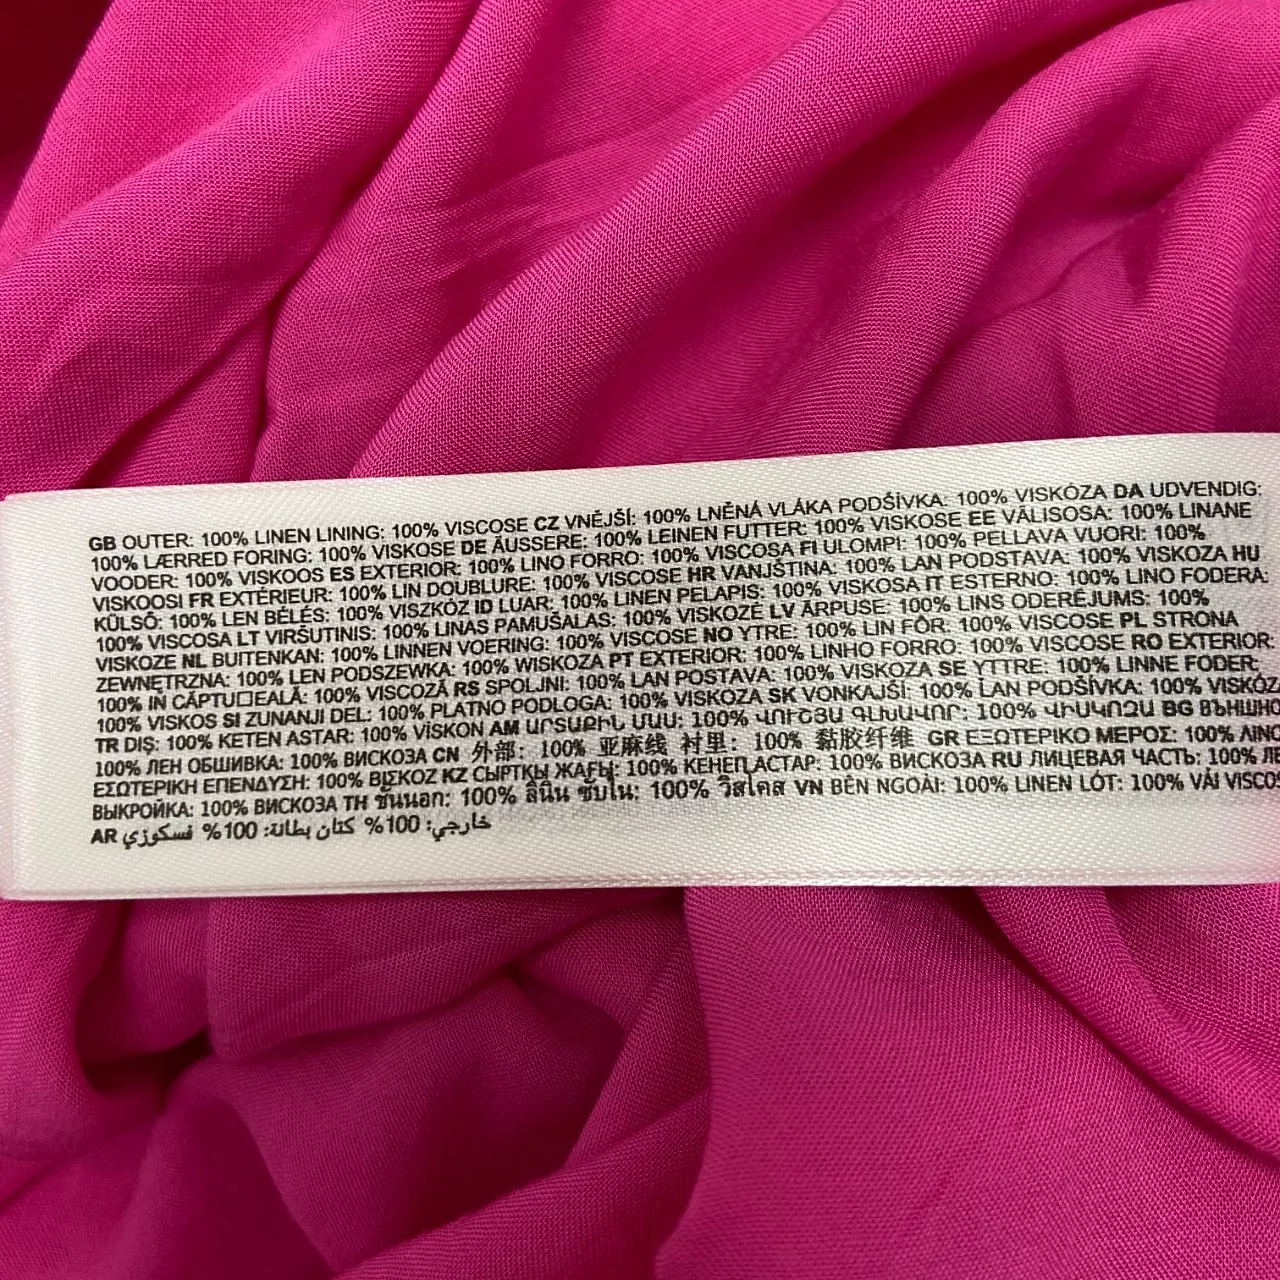 GB OUTER: 100% LINEN LINING: 100% VISCOSE CZ VNĚJŠÍ: 100% LNĚNÁ VLÁKA PODŠÍVKA: 100% VISKÓZA DA UDVENDIG:
100% LÆRRED FORING: 100% VISKOSE DE ÄUSSERE: 100% LEINEN FUTTER: 100% VISKOSE EE VÄLISOSA: 100% LINANE
VOODER: 100% VISKOOS ES EXTERIOR: 100% LINO FORRO: 100% VISCOSA FI ULOMPI: 100% PELLAVA VUORI: 100%
VISKOOSI FR EXTÉRIEUR: 100% LIN DOUBLURE: 100% VISCOSE HR VANJŠTINA: 100% LAN PODSTAVA: 100% VISKOZA HU
KÜLSŐ: 100% LEN BÉLÉS: 100% VISZKÓZ ID LUAR: 100% LINEN PELAPIS: 100% VISKOSA IT ESTERNO: 100% LINO FODERA:
100% VISCOSA LT VIRŠUTINIS: 100% LINAS PAMUŠALAS: 100% VISKOZĖ LV ĀRPUSE: 100% LINS ODERĒJUMS: 100%
VISKOZE NL BUITENKAN: 100% LINNEN VOERING: 100% VISCOSE NO YTRE: 100% LIN FÔR: 100% VISCOSE PL STRONA
ZEWNĘTRZNA: 100% LEN PODSZEWKA: 100% WISKOZA PT EXTERIOR: 100% LINHO FORRO: 100% VISCOSE RO EXTERIOR:
100% IN CĂPTU□EALĂ: 100% VISCOZĂ RS SPOLJNI: 100% LAN POSTAVA: 100% VISKOZA SE YTTRE: 100% LINNE FODER:
100% VISKOS SI ZUNANJI DEL: 100% PLATNO PODLOGA: 100% VISKOZA SK VONKAJŠÍ: 100% ĽAN PODŠÍVKA: 100% VISKÓZA
TR DIŞ: 100% KETEN ASTAR: 100% VİSKON AM ԱՐՏԱՔԻՆ ՄԱՍ: 100% ՎՈՒՇՅԱ ԳԼԽԱՎՈՐ: 100% ՎԻՍԿՈԶԱ BG ВЪНШНО
100% ЛЕН ОБШИВКА: 100% ВИСКОЗА CN 外部: 100% 亚麻线 衬里: 100% 黏胶纤维 GR ΕΞΩΤΕΡΙΚΟ ΜΕΡΟΣ: 100% ΛΙΝΟ
ΕΣΩΤΕΡΙΚΗ ΕΠΕΝΔΥΣΗ: 100% ΒΙΣΚΟΖ KZ СЫРТҚЫ ЖАҒЫ: 100% КЕНЕП АСТАР: 100% ВИСКОЗА RU ЛИЦЕВАЯ ЧАСТЬ: 100% ЛЕ
ВЫКРОЙКА: 100% ВИСКОЗА TH ชั้นนอก: 100% ลินิน ซับใน: 100% วิสโคส VN BÊN NGOÀI: 100% LINEN LÓT: 100% VẢI VISCOS
AR خارجي: 100% كتان بطانة: 100% فسكوزي